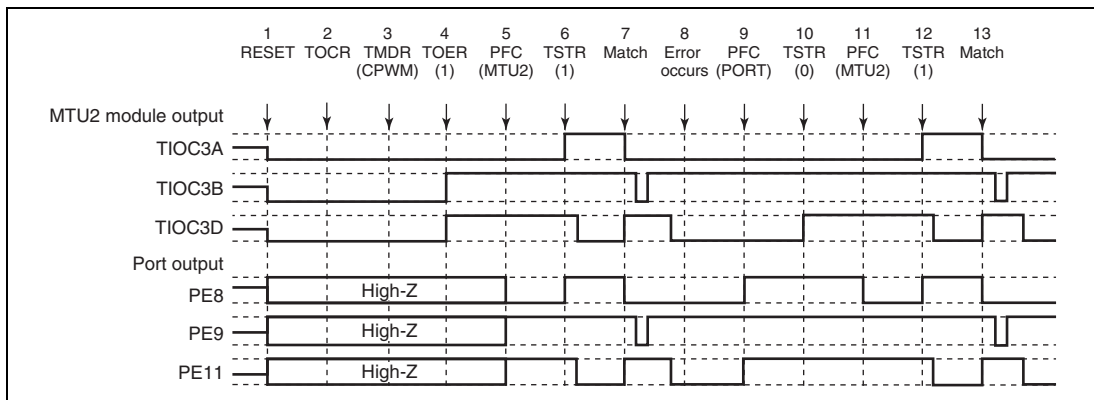 1 2 3 4 5 6 7 8 9 10 11 12 13
RESET TOCR TMDR TOER PFC TSTR Match Error PFC TSTR PFC TSTR Match
(CPWM) (1) (MTU2) (1) occurs (PORT) (0) (MTU2) (1)
MTU2 module output
TIOC3A
TIOC3B
TIOC3D
Port output
PE8 High-Z
PE9 High-Z
PE11 High-Z